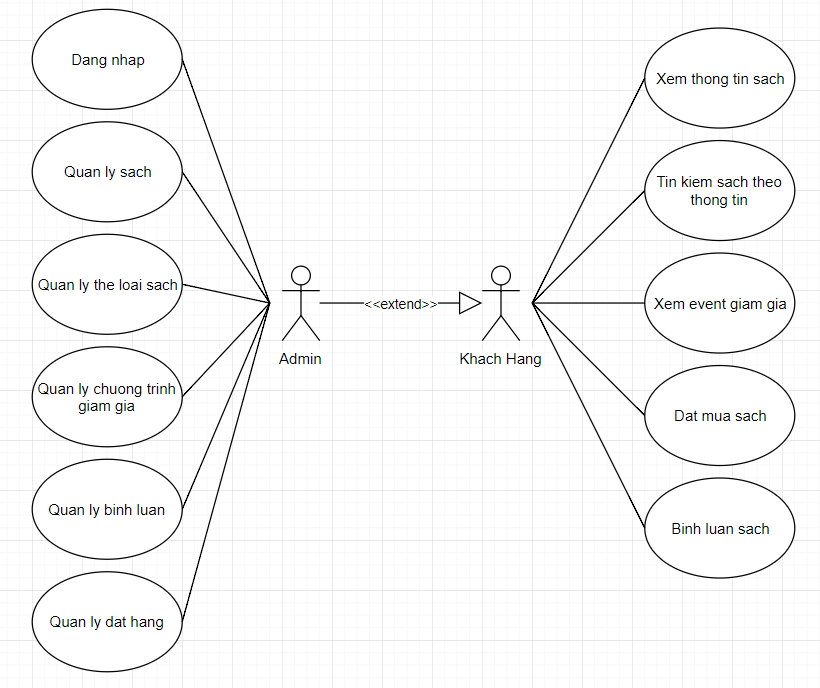 Dang nhap
Quan ly sach
Quan ly the loai sach
Quan ly chuong trinh
giam gia
Quan ly binh luan
Quan ly dat hang
Admin
<<extend>>
Khach Hang
Xem thong tin sach
Tin kiem sach theo
thong tin
Xem event giam gia
Dat mua sach
Binh luan sach